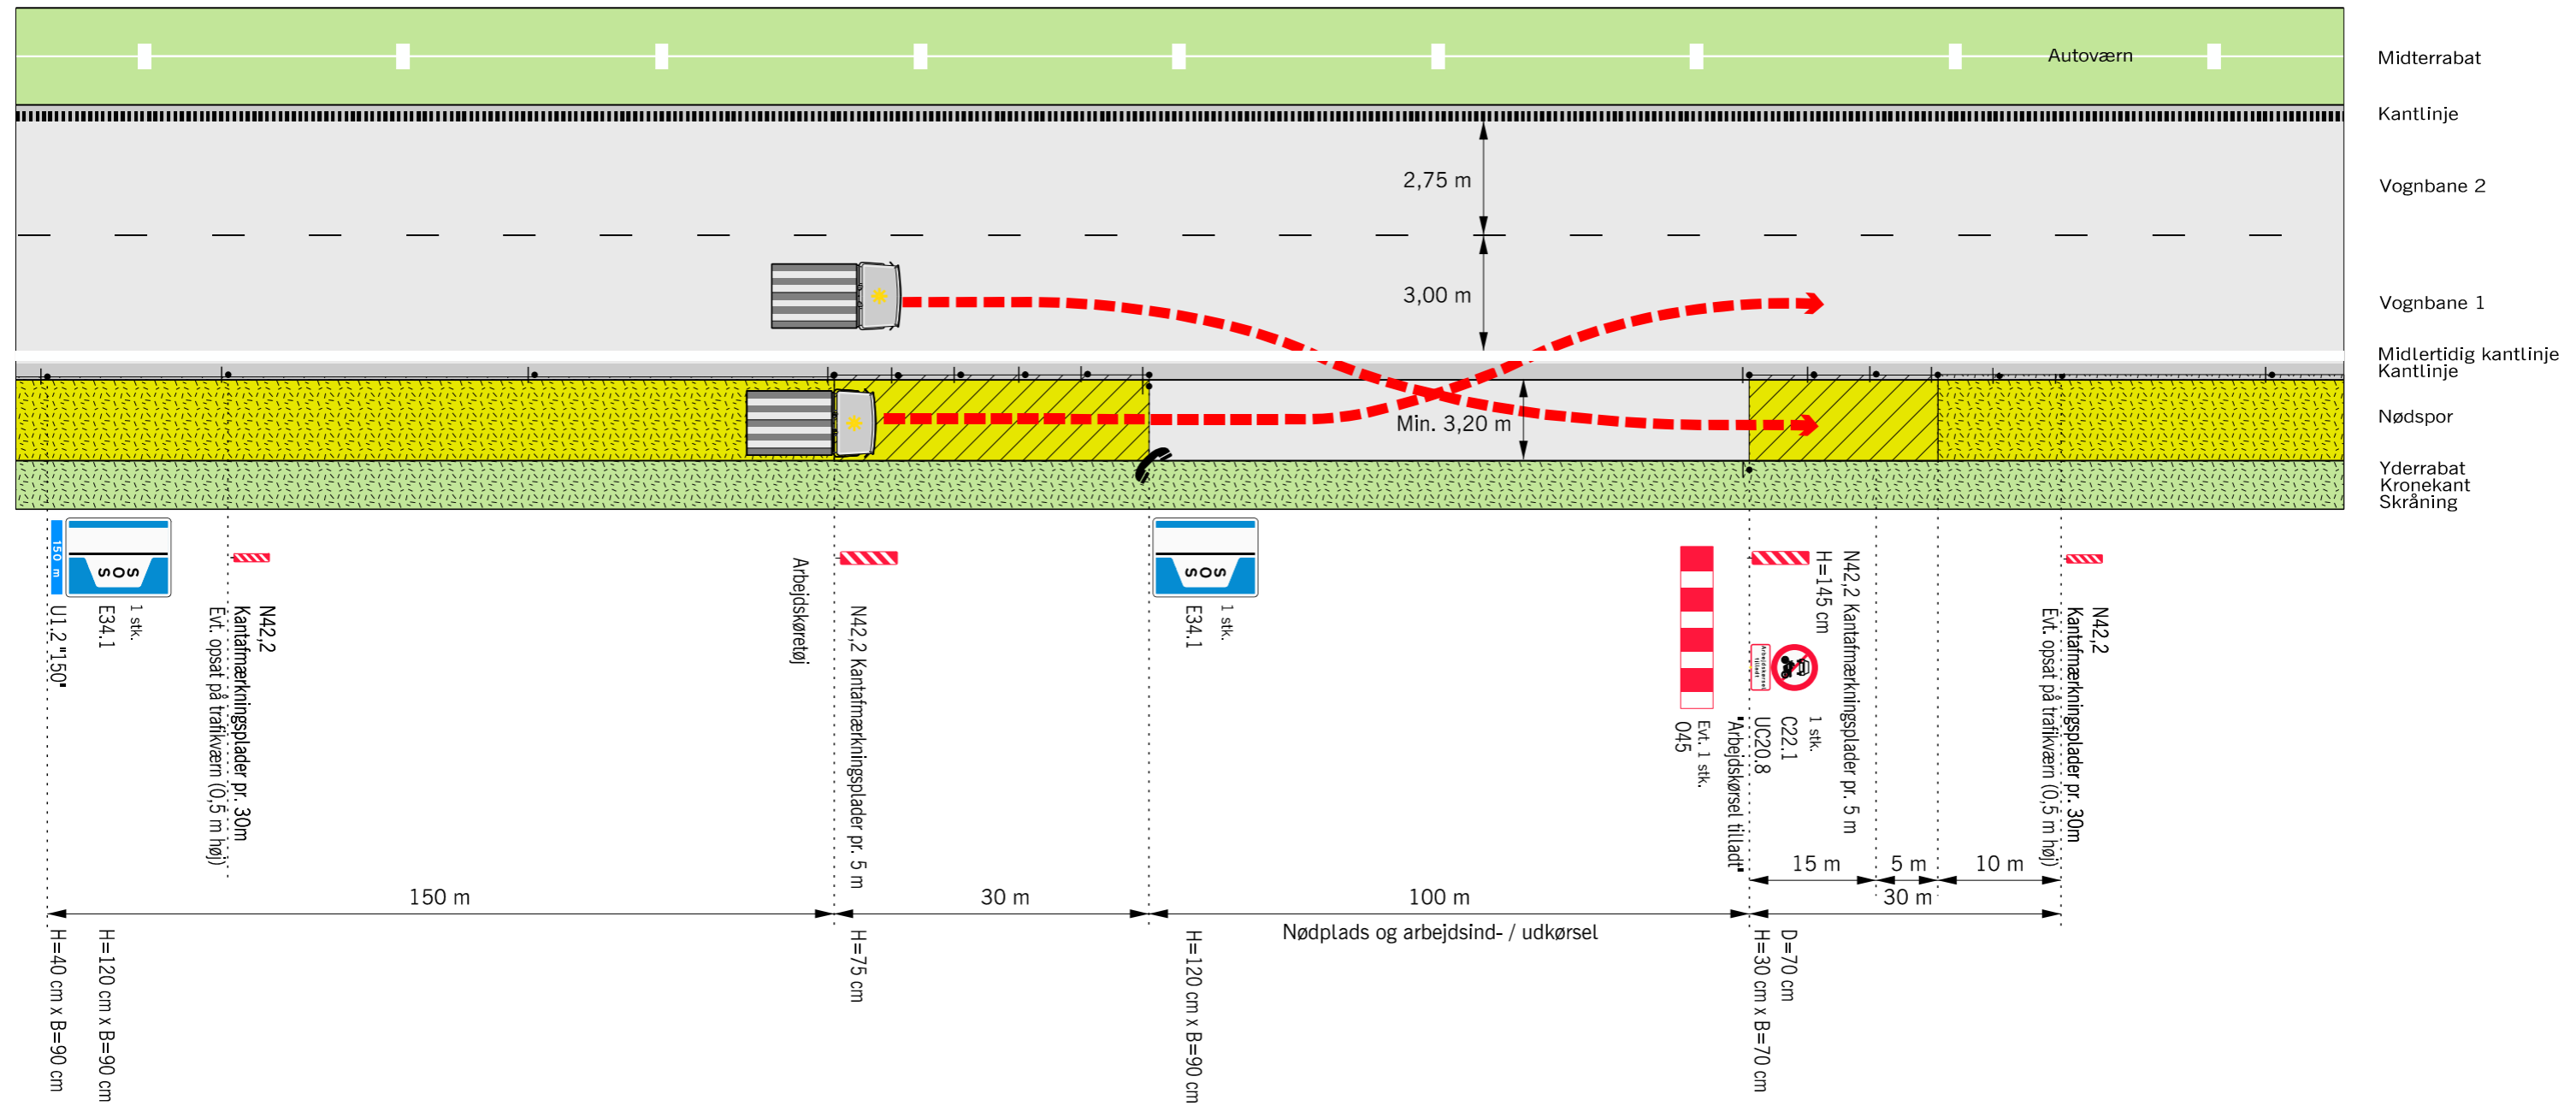 Autoværn
Midterrabat
Kantlinje
2,75 m
Vognbane 2
3,00 m
Vognbane 1
Midlertidig kantlinje
Kantlinje
Min. 3,20 m
Nødspor
Yderrabat
Kronekant
Skråning
150 m
SOS
U1.2 "150"
E34.1
1 stk.
N42,2
Kantafmærkningsplader pr. 30m
Evt. opsat på trafikværn (0,5 m høj)
Arbejdskøretøj
N42,2 Kantafmærkningsplader pr. 5 m
SOS
1 stk.
E34.1
O45
Evt. 1 stk.
N42,2 Kantafmærkningsplader pr. 5 m
H=145 cm
Arbejdskørsel
tilladt
1 stk.
C22.1
UC20.8
"Arbejdskørsel tilladt"
N42,2
Kantafmærkningsplader pr. 30m
Evt. opsat på trafikværn (0,5 m høj)
15 m
5 m
10 m
150 m
30 m
100 m
30 m
Nødplads og arbejdsind- / udkørsel
H=40 cm x B=90 cm
H=120 cm x B=90 cm
H=75 cm
H=120 cm x B=90 cm
D=70 cm
H=30 cm x B=70 cm